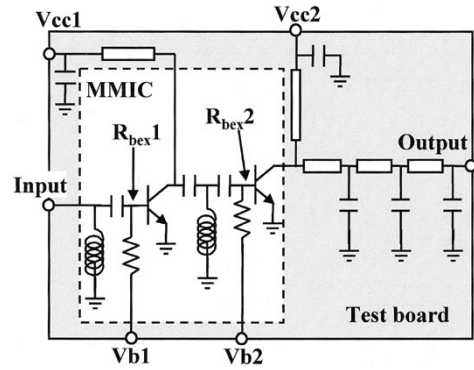 Vcc1
Vcc2
MMIC
Rbex1
Rbex2
Output
Input
Test board
Vb1
Vb2